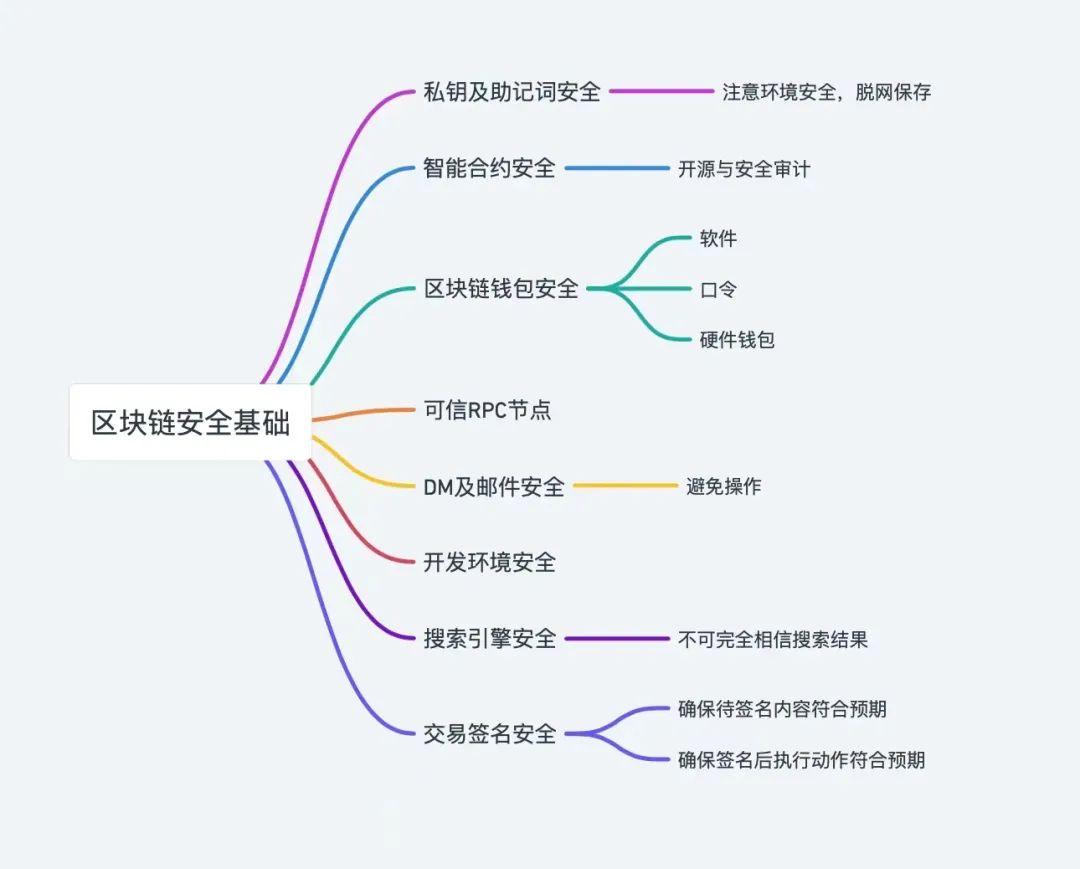 区块链安全基础
私钥及助记词安全
注意环境安全，脱网保存
智能合约安全
开源与安全审计
区块链钱包安全
软件
口令
硬件钱包
可信RPC节点
DM及邮件安全
避免操作
开发环境安全
搜索引擎安全
不可完全相信搜索结果
交易签名安全
确保待签名内容符合预期
确保签名后执行动作符合预期